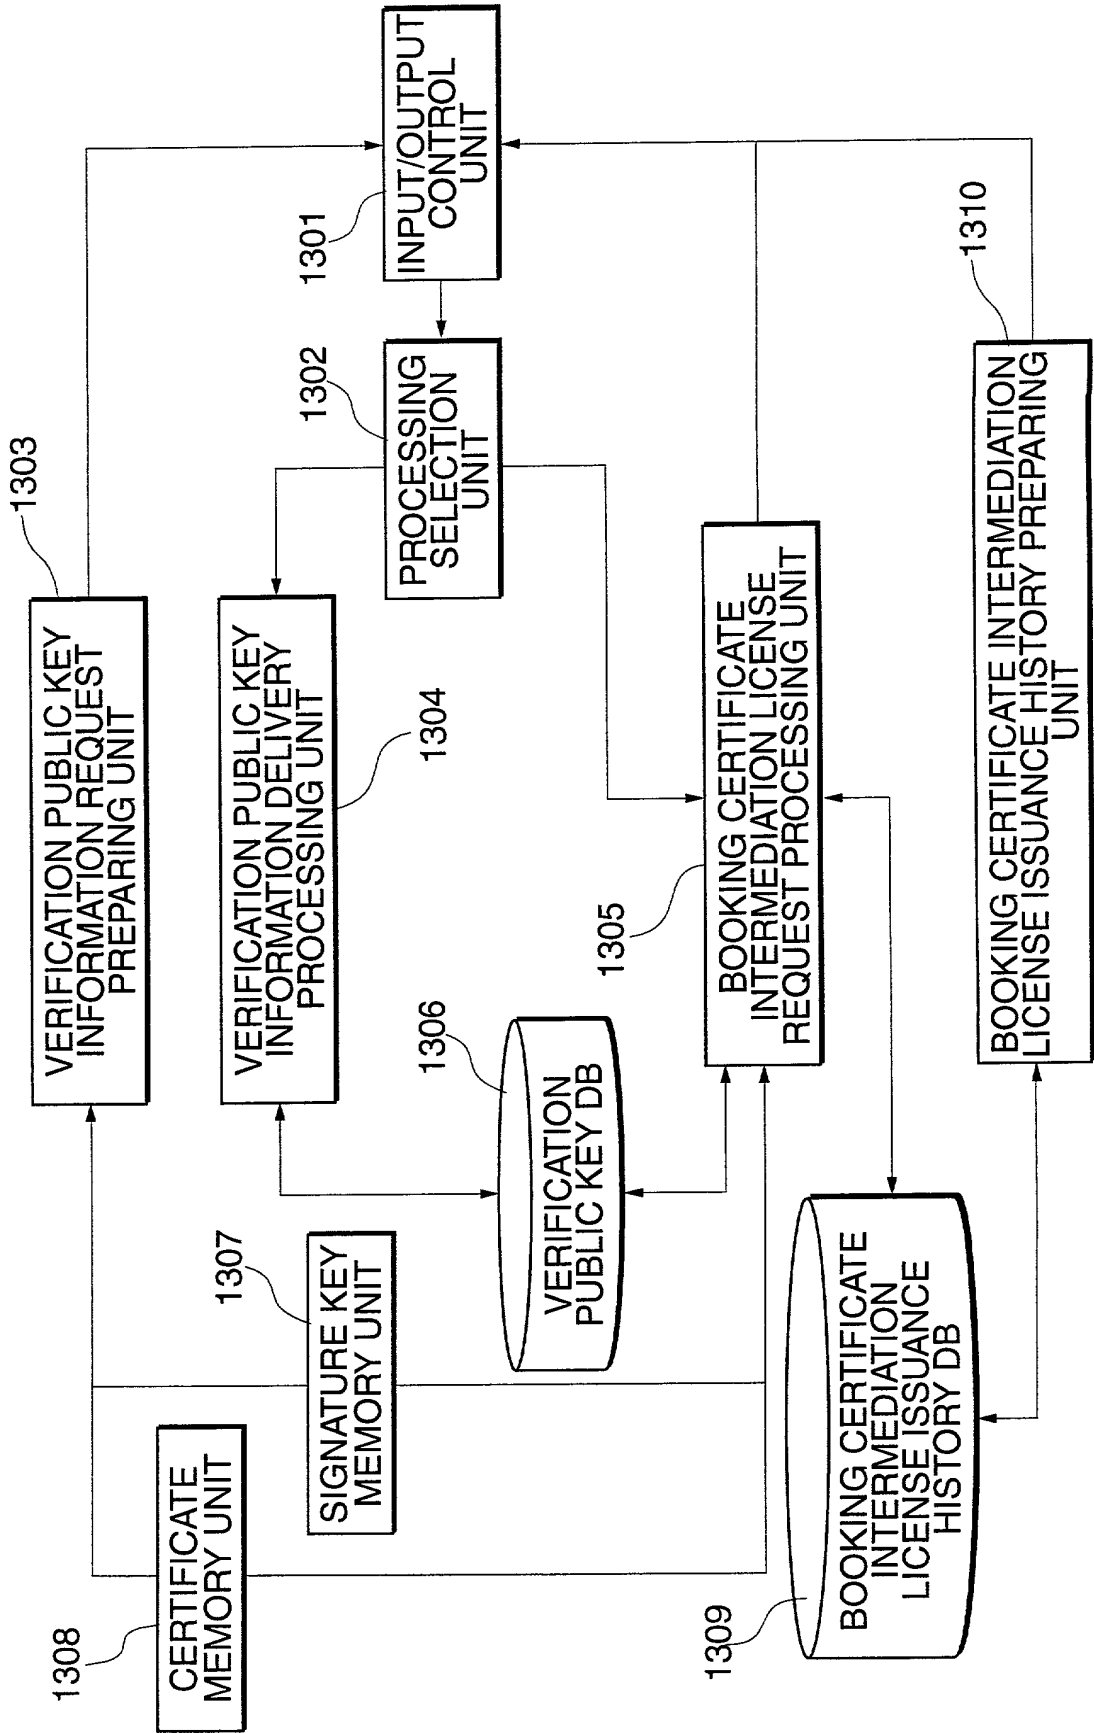 1303
VERIFICATION PUBLIC KEY
INFORMATION REQUEST
PREPARING UNIT
1308
CERTIFICATE
MEMORY UNIT
1304
VERIFICATION PUBLIC KEY
INFORMATION DELIVERY
PROCESSING UNIT
1307
SIGNATURE KEY
MEMORY UNIT
1301
INPUT/OUTPUT
CONTROL
UNIT
1302
PROCESSING
SELECTION
UNIT
1306
VERIFICATION
PUBLIC KEY DB
1305
BOOKING CERTIFICATE
INTERMEDIATION LICENSE
REQUEST PROCESSING UNIT
1309
BOOKING CERTIFICATE
INTERMEDIATION
LICENSE ISSUANCE
HISTORY DB
1310
BOOKING CERTIFICATE INTERMEDIATION
LICENSE ISSUANCE HISTORY PREPARING
UNIT